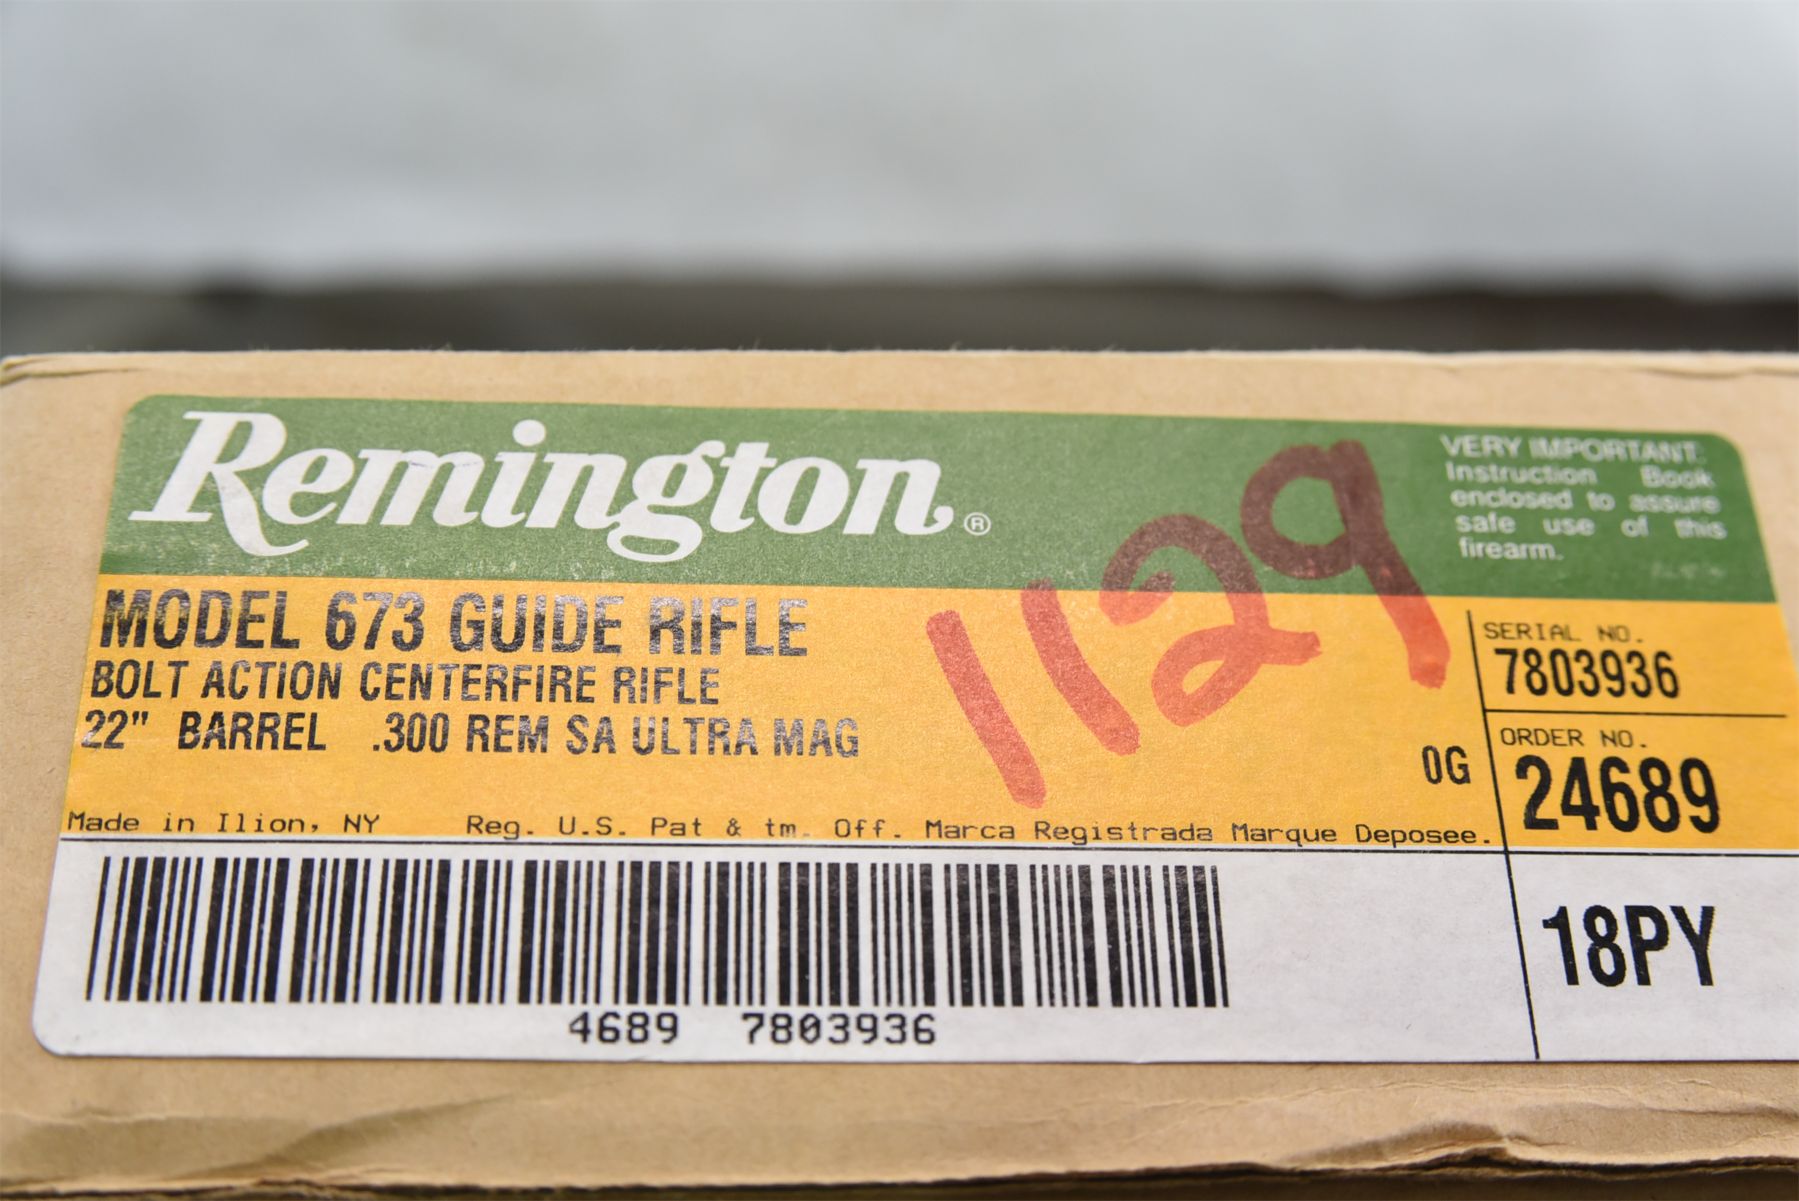 Remington®
VERY IMPORTANT:
Instruction Book
enclosed to assure
safe use of this
firearm.
1129
MODEL 673 GUIDE RIFLE
BOLT ACTION CENTERFIRE RIFLE
22" BARREL .300 REM SA ULTRA MAG
0G
SERIAL NO.
7803936
ORDER NO.
24689
Made in Ilion, NY Reg. U.S. Pat & tm. Off. Marca Registrada Marque Deposee.
4689 7803936
18PY